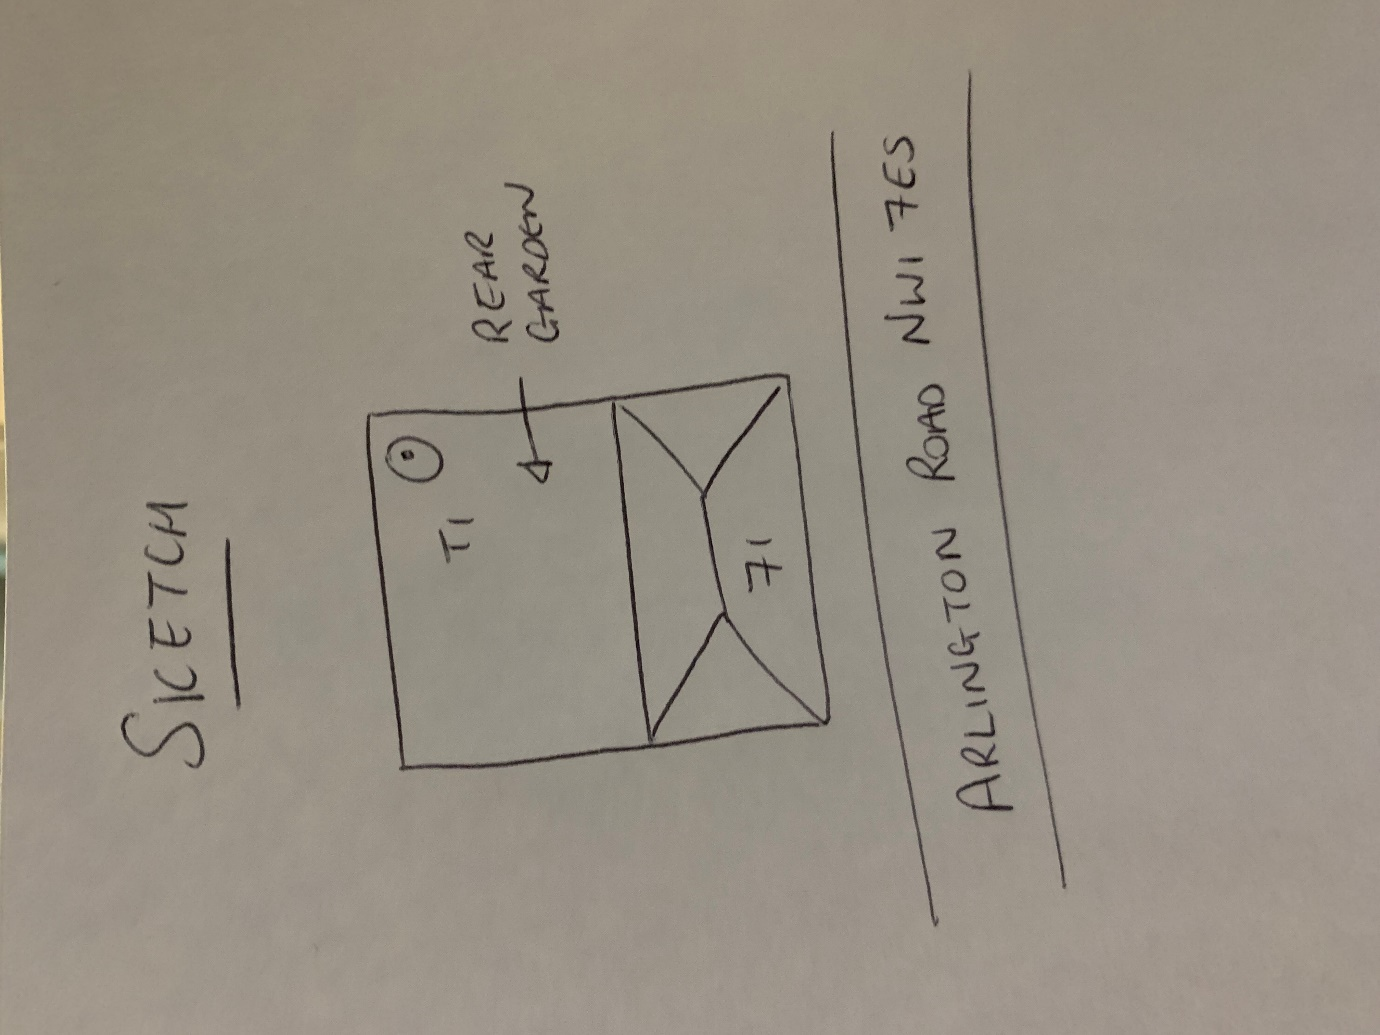 SKETCH
T1
REAR
GARDEN
71
ARLINGTON ROAD NW1 7ES